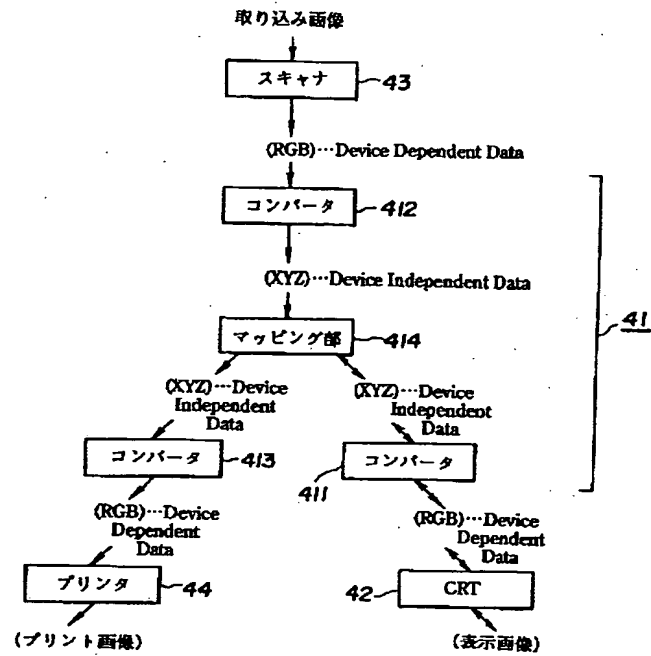 取り込み画像
スキャナ
43
(RGB)…Device Dependent Data
コンバータ
412
(XYZ)…Device Independent Data
41
マッピング部
414
(XYZ)…Device
Independent
Data
(XYZ)…Device
Independent
Data
コンバータ
413
411
コンバータ
(RGB)…Device
Dependent
Data
(RGB)…Device
Dependent
Data
プリンタ
44
42
CRT
(プリント画像)
(表示画像)